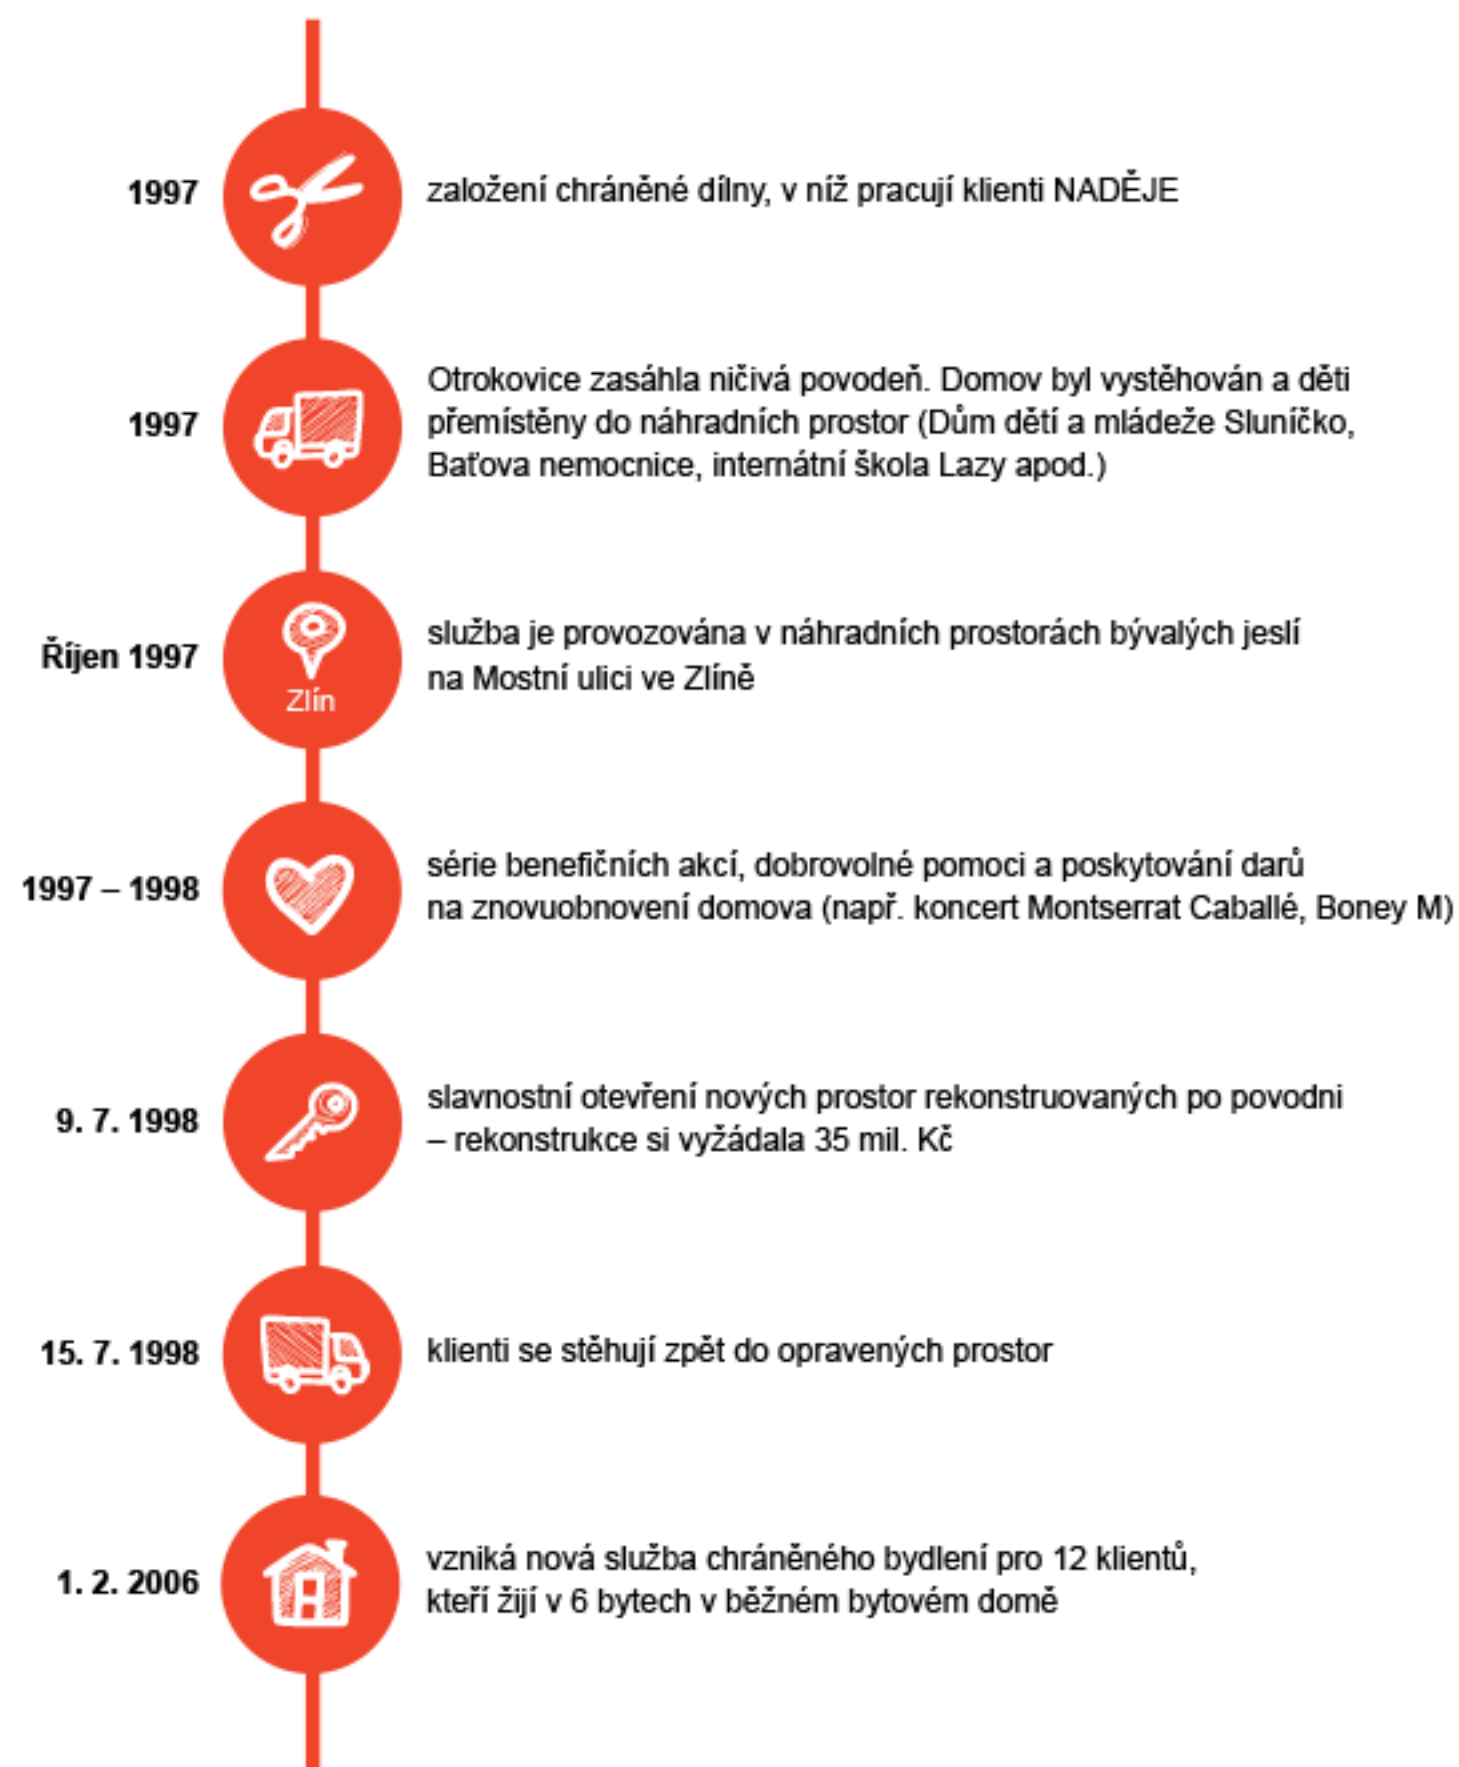 1997
založení chráněné dílny, v níž pracují klienti NADĚJE
1997
Otrokovice zasáhla ničivá povodeň. Domov byl vystěhován a děti
přemístěny do náhradních prostor (Dům dětí a mládeže Sluníčko,
Baťova nemocnice, internátní škola Lazy apod.)
Říjen 1997
Zlín
služba je provozována v náhradních prostorách bývalých jeslí
na Mostní ulici ve Zlíně
1997 – 1998
série benefičních akcí, dobrovolné pomoci a poskytování darů
na znovuobnovení domova (např. koncert Montserrat Caballé, Boney M)
9. 7. 1998
slavnostní otevření nových prostor rekonstruovaných po povodni
– rekonstrukce si vyžádala 35 mil. Kč
15. 7. 1998
klienti se stěhují zpět do opravených prostor
1. 2. 2006
vzniká nová služba chráněného bydlení pro 12 klientů,
kteří žijí v 6 bytech v běžném bytovém domě